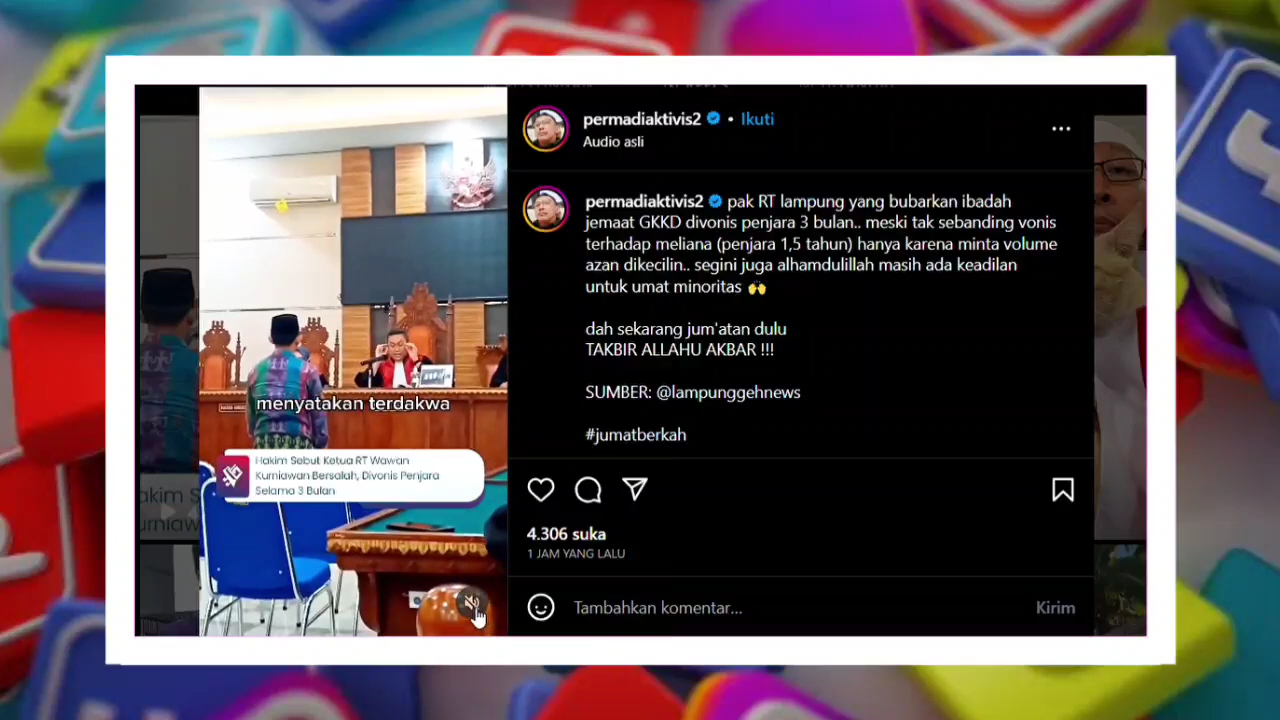 permadiaktivis2 • Ikuti
Audio asli
permadiaktivis2 pak RT lampung yang bubarkan ibadah
jemaat GKKD divonis penjara 3 bulan.. meski tak sebanding vonis
terhadap meliana (penjara 1,5 tahun) hanya karena minta volume
azan dikecilin.. segini juga alhamdulillah masih ada keadilan
untuk umat minoritas 🙌
dah sekarang jum'atan dulu
TAKBIR ALLAHU AKBAR !!!
SUMBER: @lampunggehnews
#jumatberkah
menyatakan terdakwa
Hakim Sebut Ketua RT Wawan
Kurniawan Bersalah, Divonis Penjara
Selama 3 Bulan
4.306 suka
1 JAM YANG LALU
Tambahkan komentar...
Kirim